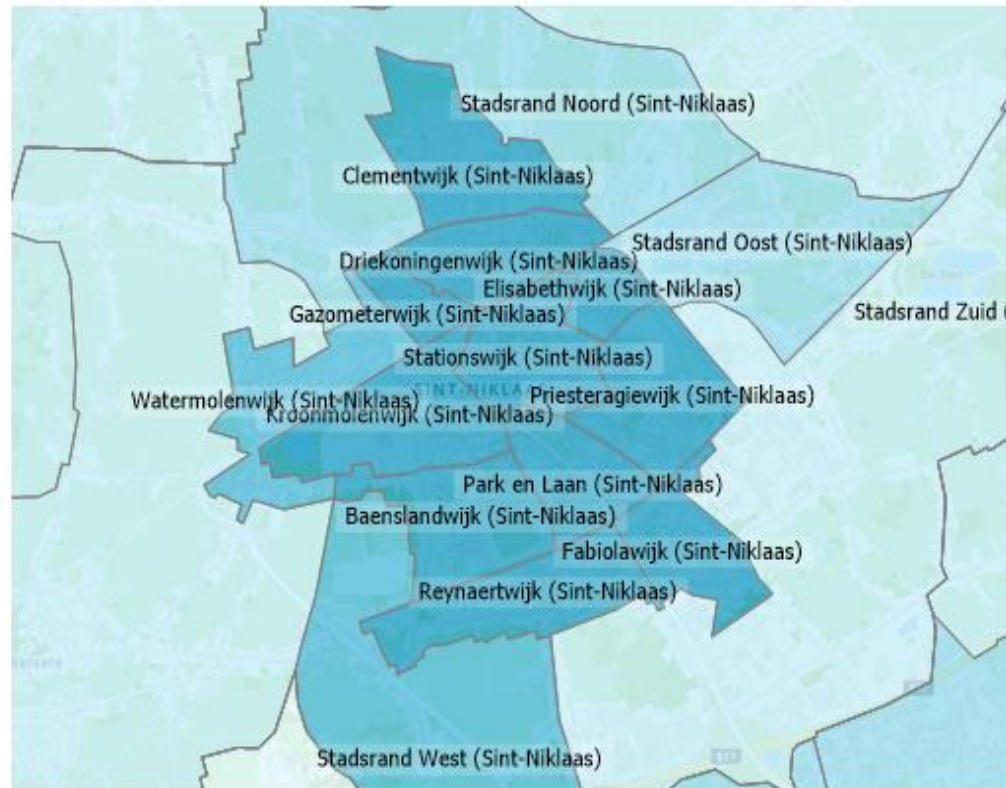 Stadsrand Noord (Sint-Niklaas)
Clementwijk (Sint-Niklaas)
Stadsrand Oost (Sint-Niklaas)
Driekoningenwijk (Sint-Niklaas)
Elisabethwijk (Sint-Niklaas)
Gazometerwijk (Sint-Niklaas)
Stadsrand Zuid (
Stationswijk (Sint-Niklaas)
SINT-NIKLAA
Priesteragiewijk (Sint-Niklaas)
Watermolenwijk (Sint-Niklaas)
Kroonmolenwijk (Sint-Niklaas)
Park en Laan (Sint-Niklaas)
Baenslandwijk (Sint-Niklaas)
Fabiolawijk (Sint-Niklaas)
Reynaertwijk (Sint-Niklaas)
Stadsrand West (Sint-Niklaas)